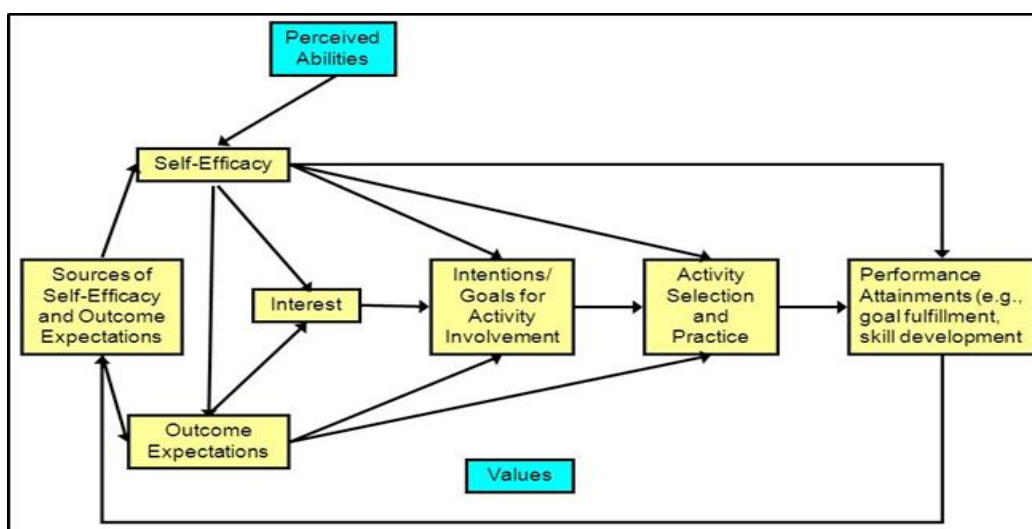 Perceived
Abilities
Self-Efficacy
Sources of
Self-Efficacy
and Outcome
Expectations
Interest
Intentions/
Goals for
Activity
Involvement
Activity
Selection
and
Practice
Performance
Attainments (e.g.,
goal fulfillment,
skill development
Outcome
Expectations
Values